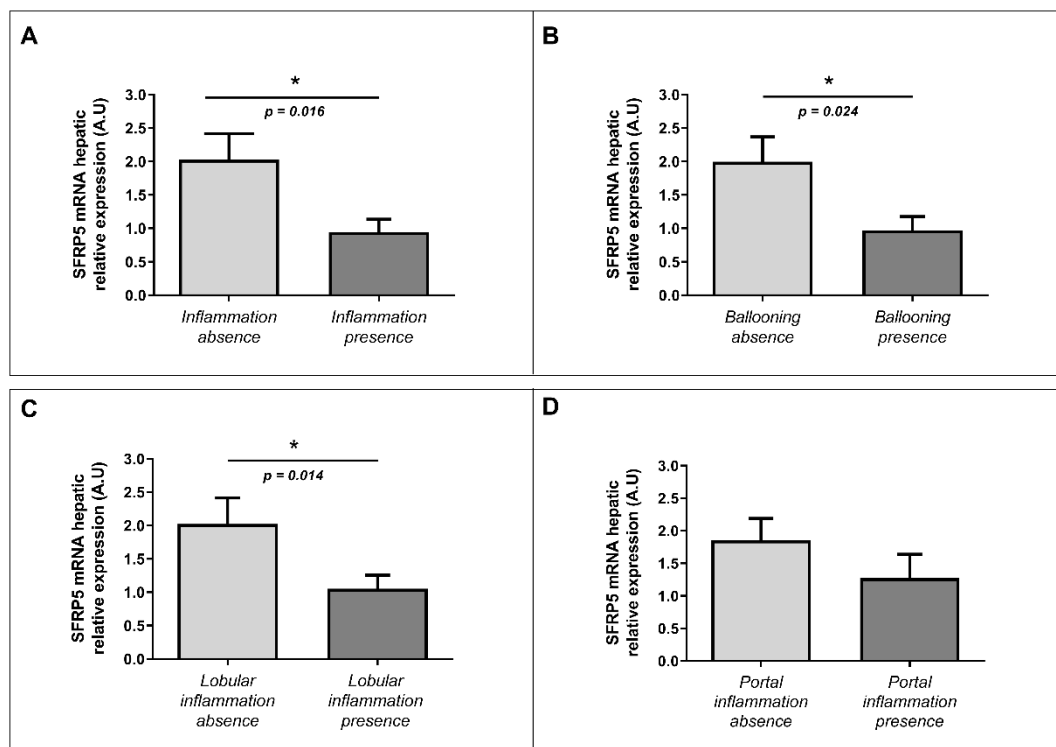 A
SFRP5 mRNA hepatic
relative expression (A.U)
3.0
2.5
2.0
1.5
1.0
0.5
0.0
*
p = 0.016
Inflammation
absence
Inflammation
presence
B
SFRP5 mRNA hepatic
relative expression (A.U)
3.0
2.5
2.0
1.5
1.0
0.5
0.0
*
p = 0.024
Ballooning
absence
Ballooning
presence
C
SFRP5 mRNA hepatic
relative expression (A.U)
3.0
2.5
2.0
1.5
1.0
0.5
0.0
*
p = 0.014
Lobular
inflammation
absence
Lobular
inflammation
presence
D
SFRP5 mRNA hepatic
relative expression (A.U)
3.0
2.5
2.0
1.5
1.0
0.5
0.0
Portal
inflammation
absence
Portal
inflammation
presence